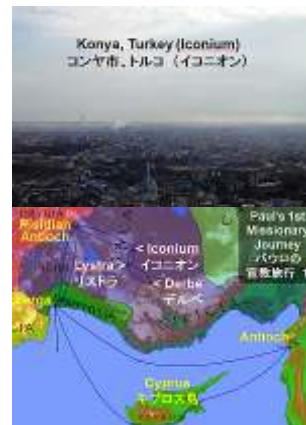 Konya, Turkey (Iconium)
コンヤ市、トルコ (イコニオン)
Pisidian
Antioch
< Iconium
イコニオン
Lystra >
リストラ
< Derbe
デルベ
Perga
Paul's 1st
Missionary
Journey
パウロの
宣教旅行 1
Antioch
Cyprus
キプロス島